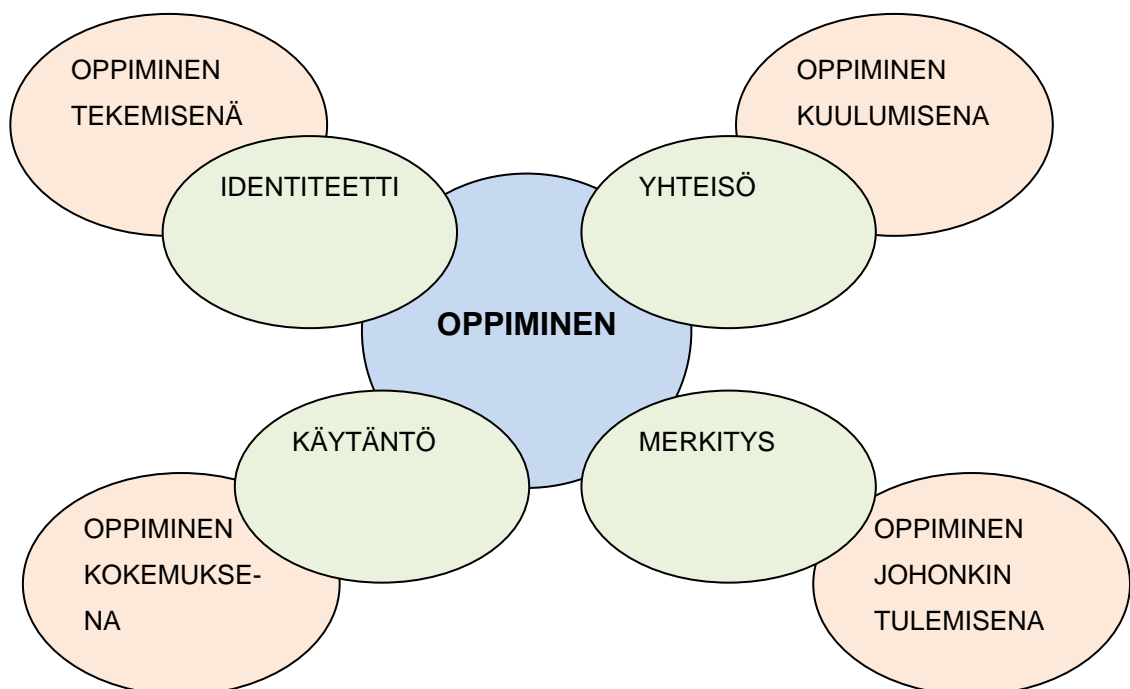 OPPIMINEN
TEKEMISENÄ
OPPIMINEN
KUULUMISENA
IDENTITEETTI
YHTEISÖ
OPPIMINEN
KÄYTÄNTÖ
MERKITYS
OPPIMINEN
KOKEMUKSE-
NA
OPPIMINEN
JOHONKIN
TULEMISENA